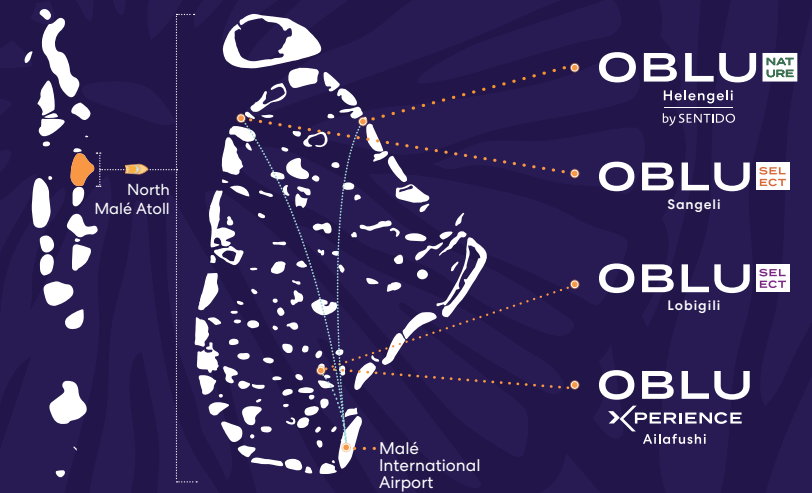 North
Malé Atoll
OBLU NAT
URE
Helengeli
by SENTIDO
OBLU SEL
ECT
Sangeli
OBLU SEL
ECT
Lobigili
OBLU
XPERIENCE
Ailafushi
Malé
International
Airport